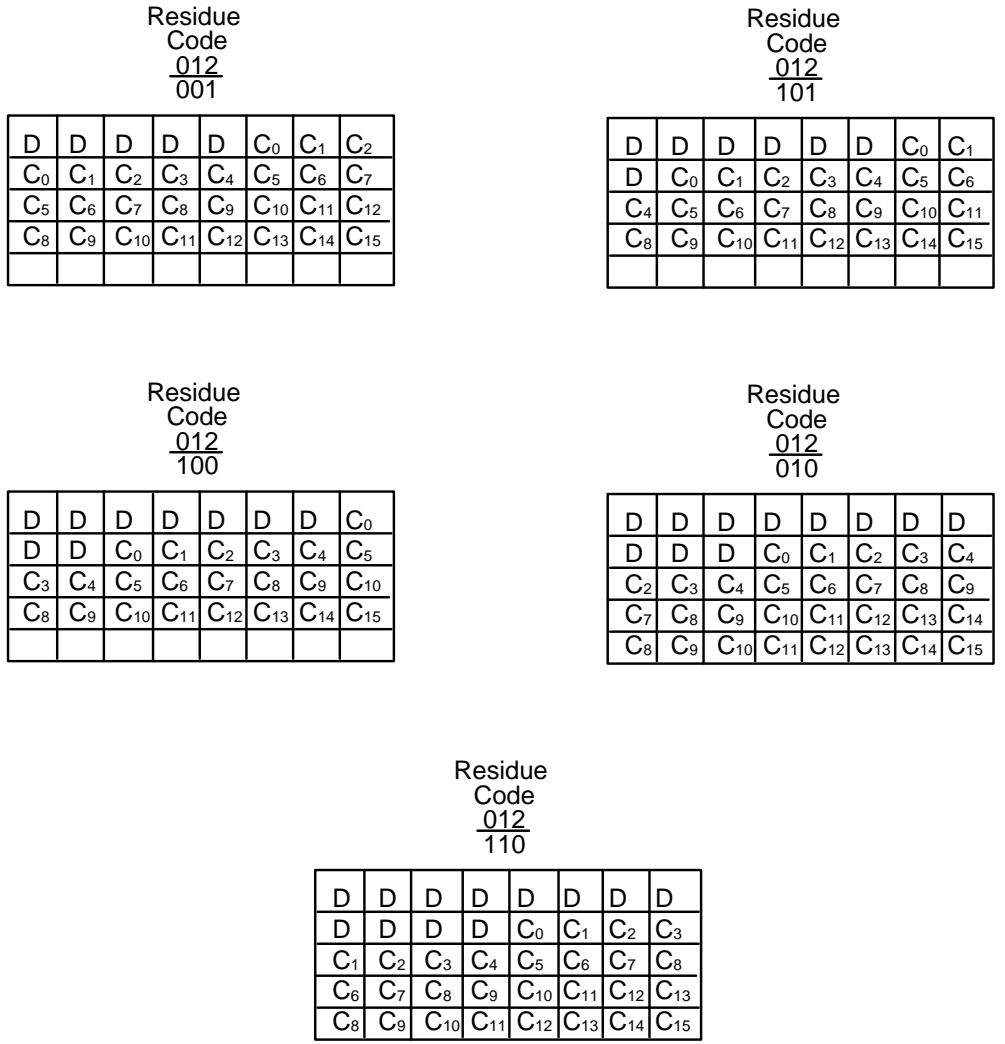 Residue
Code
012
001
D D D D D C₀ C₁ C₂
C₀ C₁ C₂ C₃ C₄ C₅ C₆ C₇
C₅ C₆ C₇ C₈ C₉ C₁₀ C₁₁ C₁₂
C₈ C₉ C₁₀ C₁₁ C₁₂ C₁₃ C₁₄ C₁₅
Residue
Code
012
101
D D D D D D C₀ C₁
D C₀ C₁ C₂ C₃ C₄ C₅ C₆
C₄ C₅ C₆ C₇ C₈ C₉ C₁₀ C₁₁
C₈ C₉ C₁₀ C₁₁ C₁₂ C₁₃ C₁₄ C₁₅
Residue
Code
012
100
D D D D D D D C₀
D D C₀ C₁ C₂ C₃ C₄ C₅
C₃ C₄ C₅ C₆ C₇ C₈ C₉ C₁₀
C₈ C₉ C₁₀ C₁₁ C₁₂ C₁₃ C₁₄ C₁₅
Residue
Code
012
010
D D D D D D D D
D D D C₀ C₁ C₂ C₃ C₄
C₂ C₃ C₄ C₅ C₆ C₇ C₈ C₉
C₇ C₈ C₉ C₁₀ C₁₁ C₁₂ C₁₃ C₁₄
C₈ C₉ C₁₀ C₁₁ C₁₂ C₁₃ C₁₄ C₁₅
Residue
Code
012
110
D D D D D D D D
D D D D C₀ C₁ C₂ C₃
C₁ C₂ C₃ C₄ C₅ C₆ C₇ C₈
C₆ C₇ C₈ C₉ C₁₀ C₁₁ C₁₂ C₁₃
C₈ C₉ C₁₀ C₁₁ C₁₂ C₁₃ C₁₄ C₁₅